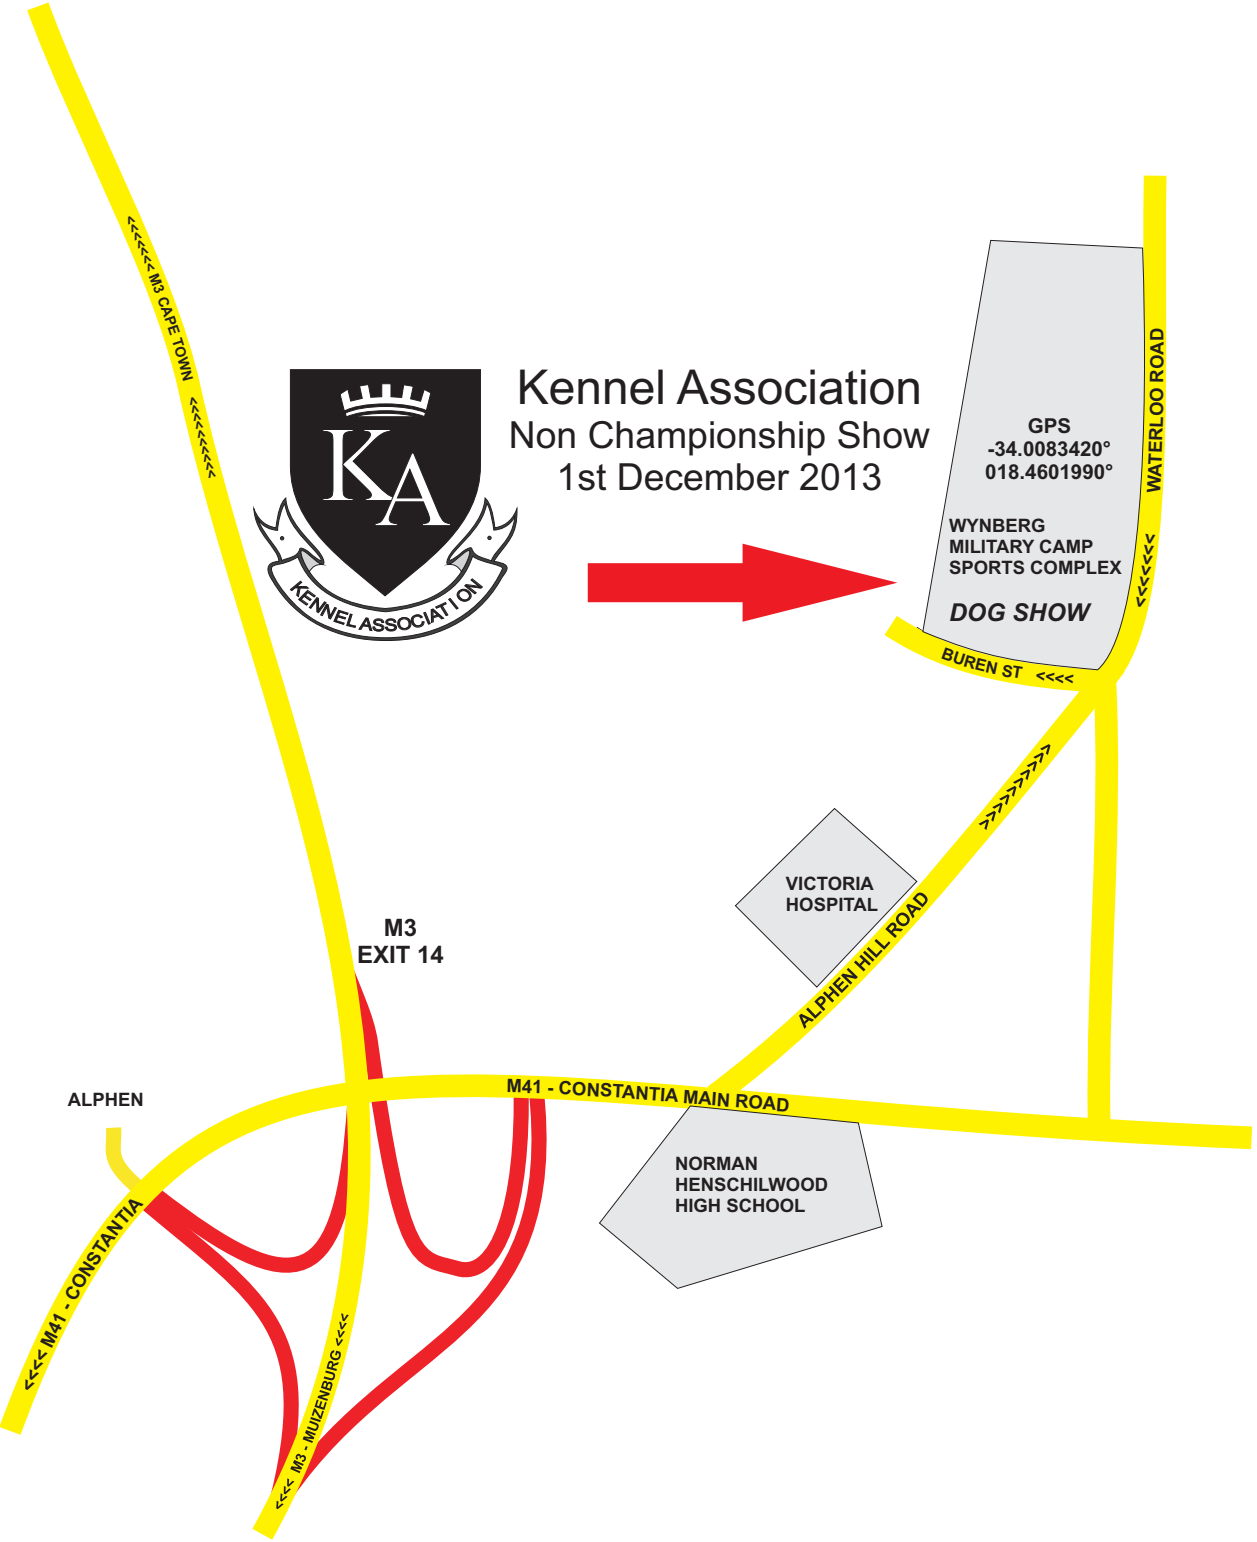 <<<<<<< M3 CAPE TOWN <<<<<<<<<
KA
KENNEL ASSOCIATION
Kennel Association
Non Championship Show
1st December 2013
GPS
-34.0083420°
018.4601990°
WYNBERG
MILITARY CAMP
SPORTS COMPLEX
DOG SHOW
WATERLOO ROAD >>>>>>>
BUREN ST <<<<
VICTORIA
HOSPITAL
ALPHEN HILL ROAD >>>>>>>>>
M3
EXIT 14
M41 - CONSTANTIA MAIN ROAD
ALPHEN
NORMAN
HENSCHILWOOD
HIGH SCHOOL
<<<< M41 - CONSTANTIA
<<<< M3 - MUIZENBURG <<<<